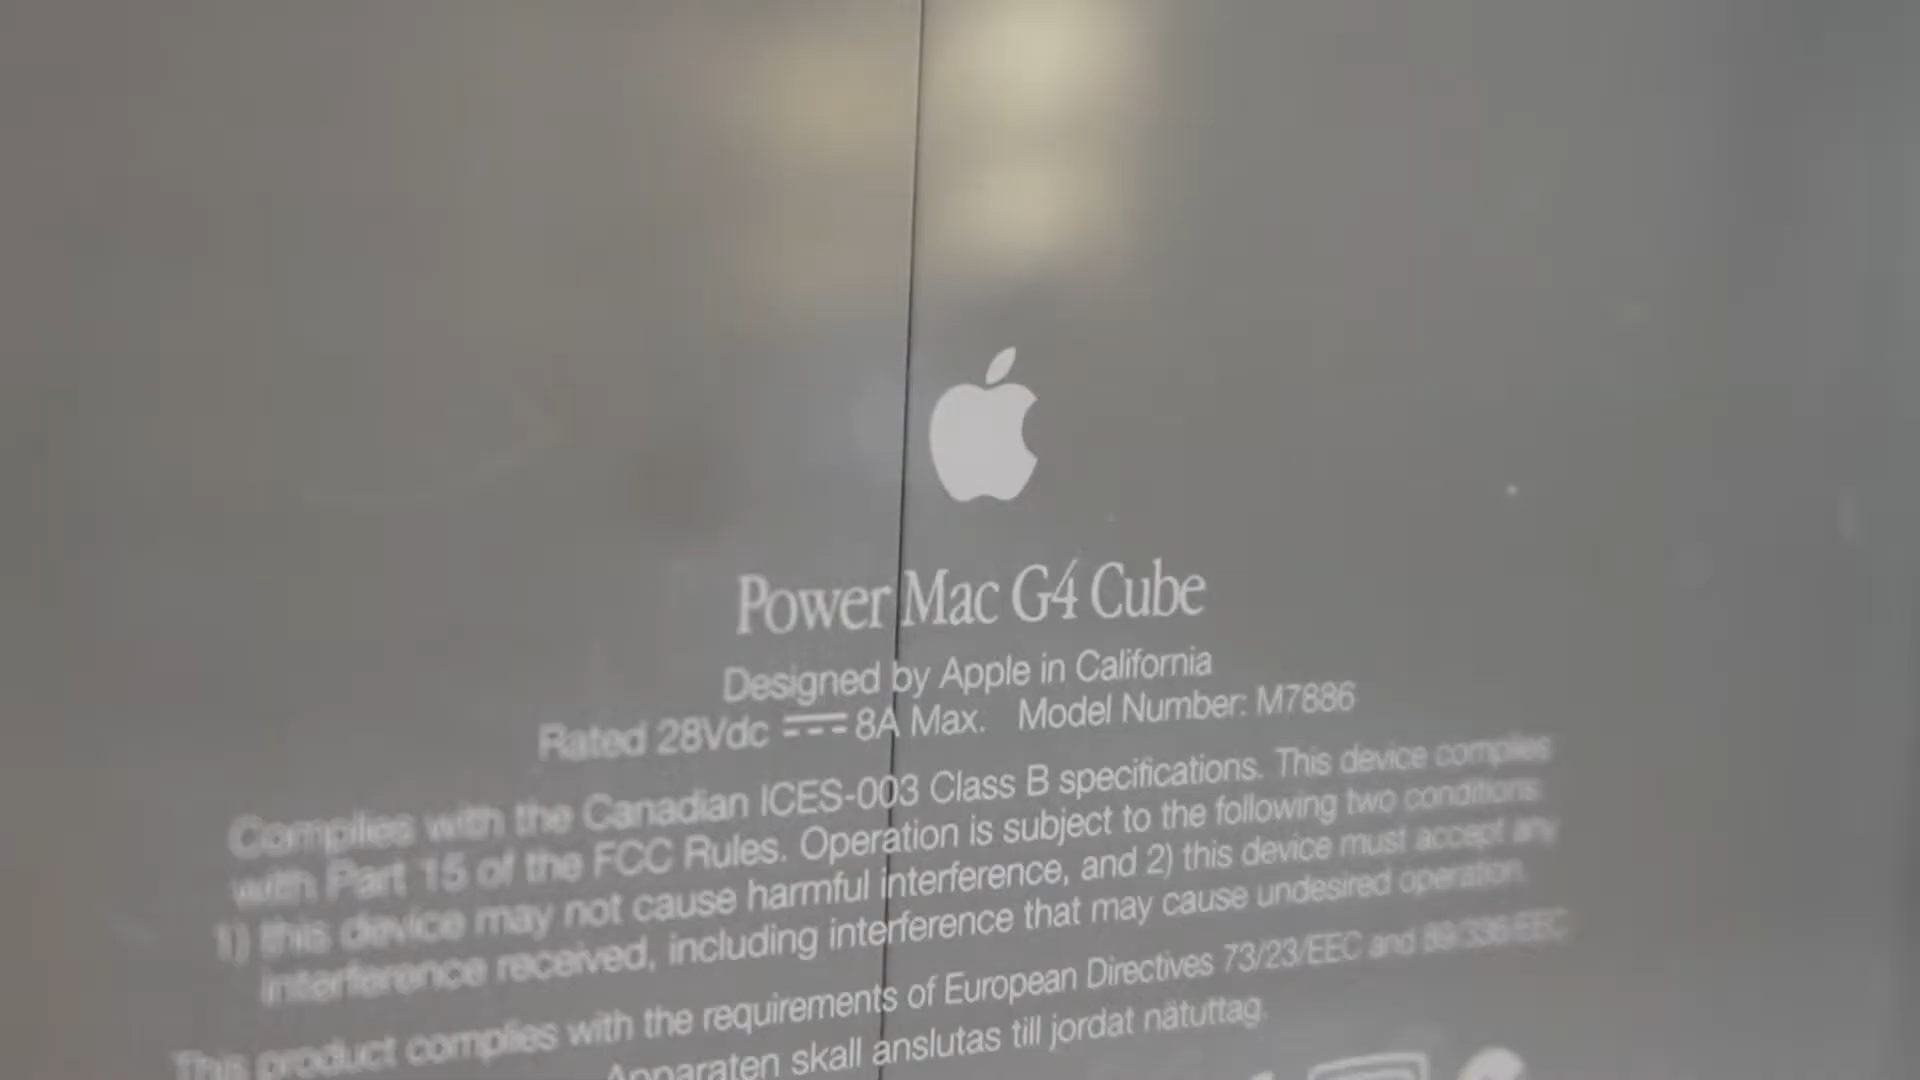 Power Mac G4 Cube
Designed by Apple in California
Rated 28Vdc 8A Max. Model Number: M7886
Complies with the Canadian ICES-003 Class B specifications. This device complies
with Part 15 of the FCC Rules. Operation is subject to the following two conditions:
1) this device may not cause harmful interference, and 2) this device must accept any
interference received, including interference that may cause undesired operation.
This product complies with the requirements of European Directives 73/23/EEC and 89/336/EEC
Apparaten skall anslutas till jordat nätuttag.